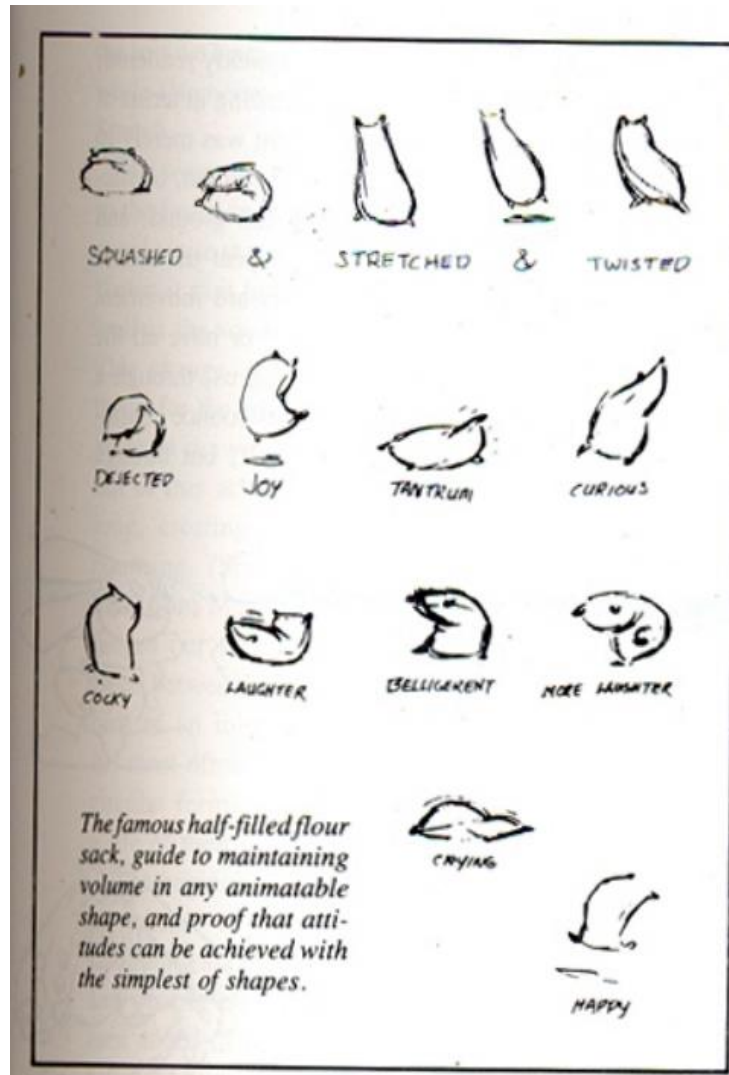 SQUASHED & STRETCHED & TWISTED
DEJECTED JOY TANTRUM CURIOUS
COCKY LAUGHTER BELLIGERENT MORE LAUGHTER
CRYING
The famous half-filled flour
sack, guide to maintaining
volume in any animatable
shape, and proof that atti-
tudes can be achieved with
the simplest of shapes.
HAPPY